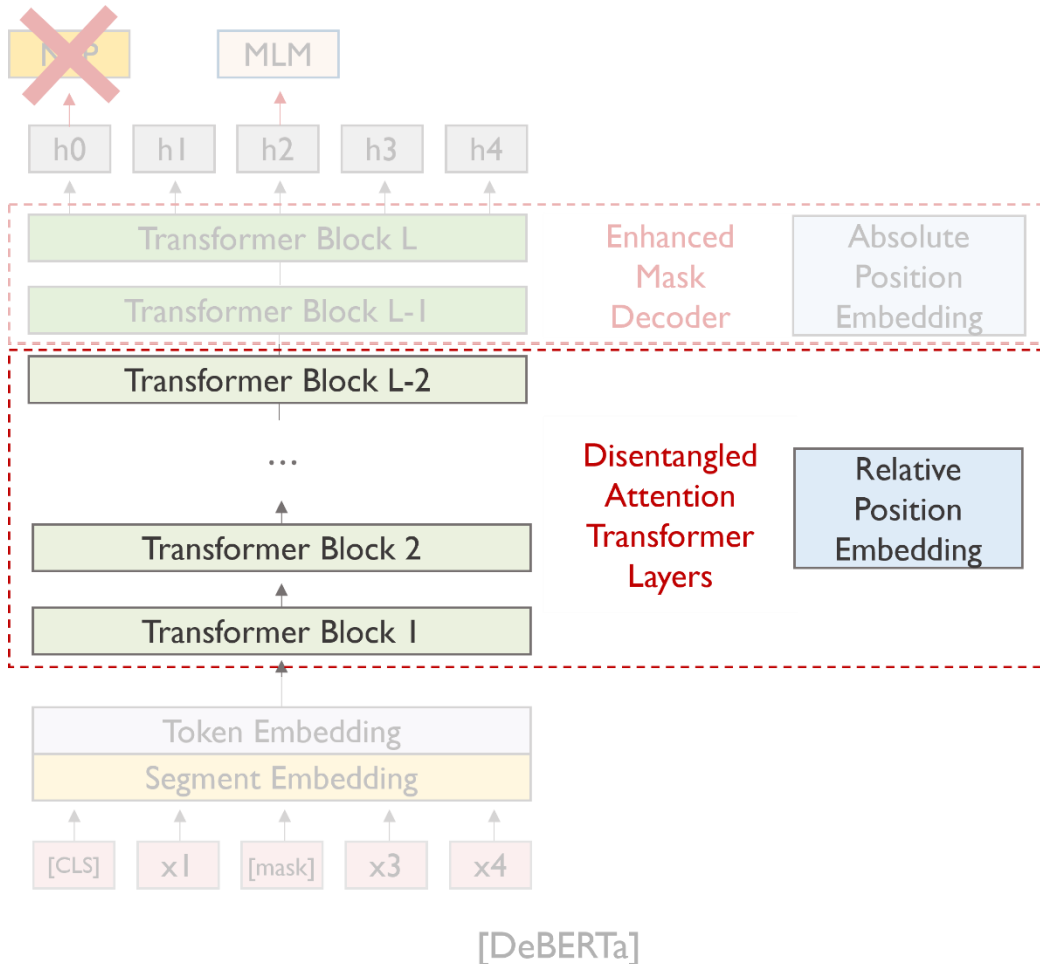 NSP
MLM
h0
h1
h2
h3
h4
Transformer Block L
Transformer Block L-1
Enhanced
Mask
Decoder
Absolute
Position
Embedding
Transformer Block L-2
...
Transformer Block 2
Transformer Block 1
Disentangled
Attention
Transformer
Layers
Relative
Position
Embedding
Token Embedding
Segment Embedding
[CLS]
x1
[mask]
x3
x4
[DeBERTa]